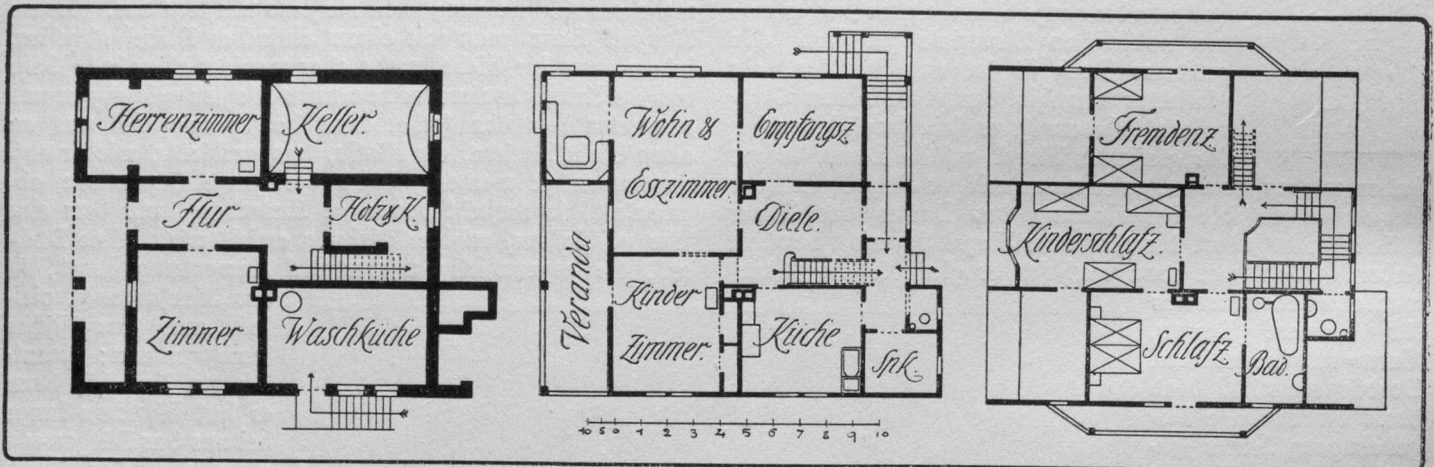 Herrenzimmer
Keller.
Flur
Holz & K.
Zimmer.
Waschküche
Wohn &
Esszimmer.
Empfangsz
Diele.
Veranda
Kinder
Zimmer.
Küche
Spk.
10 5 0 1 2 3 4 5 6 7 8 9 10
Fremdenz.
Kinderschlafz.
Schlafz.
Bad.